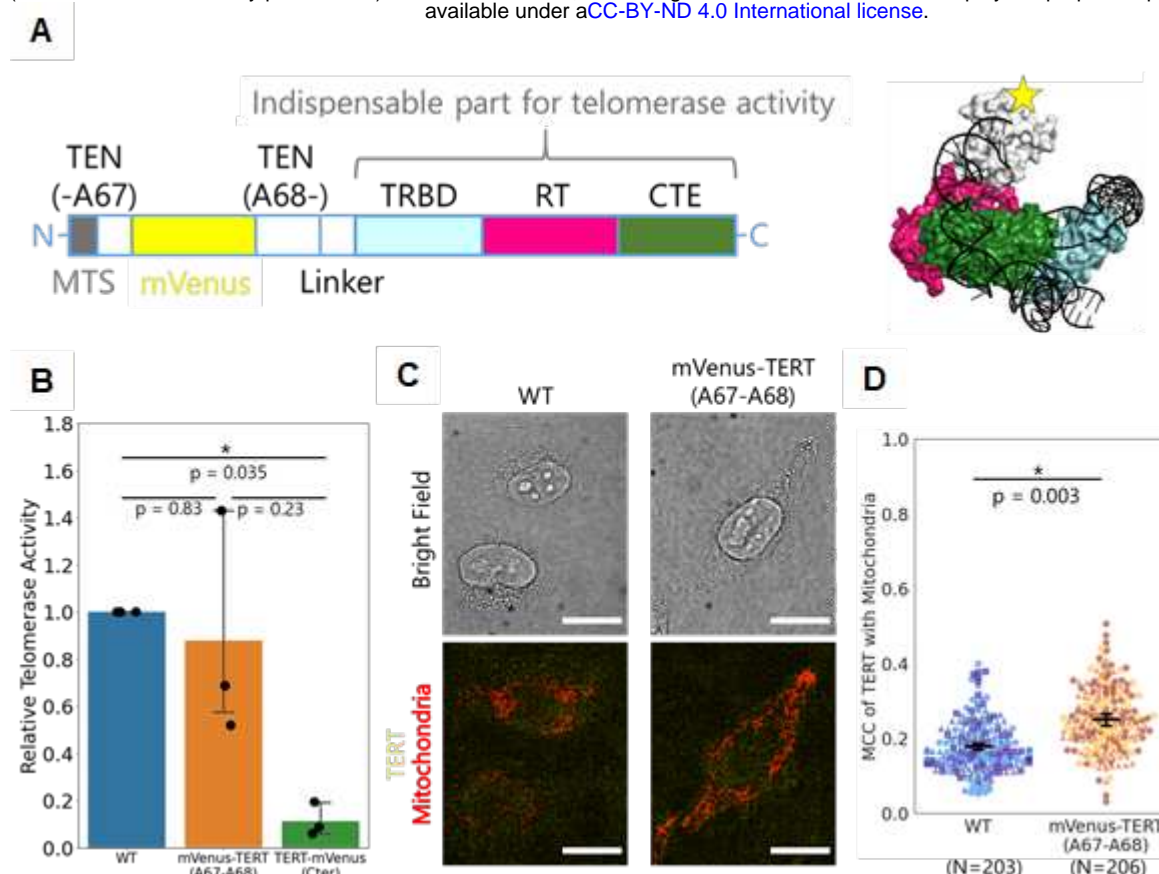 available under aCC-BY-ND 4.0 International license.
A
Indispensable part for telomerase activity
TEN
(-A67)
TEN
(A68-)
TRBD
RT
CTE
N
C
MTS
mVenus
Linker
B
1.8
1.6
1.4
1.2
1.0
0.8
0.6
0.4
0.2
0.0
Relative Telomerase Activity
*
p = 0.035
p = 0.83
p = 0.23
WT
mVenus-TERT
(A67-A68)
TERT-mVenus
(Cter)
C
WT
mVenus-TERT
(A67-A68)
Bright Field
TERT
Mitochondria
D
1.0
0.8
0.6
0.4
0.2
0.0
MCC of TERT with Mitochondria
*
p = 0.003
WT
(N=203)
mVenus-TERT
(A67-A68)
(N=206)